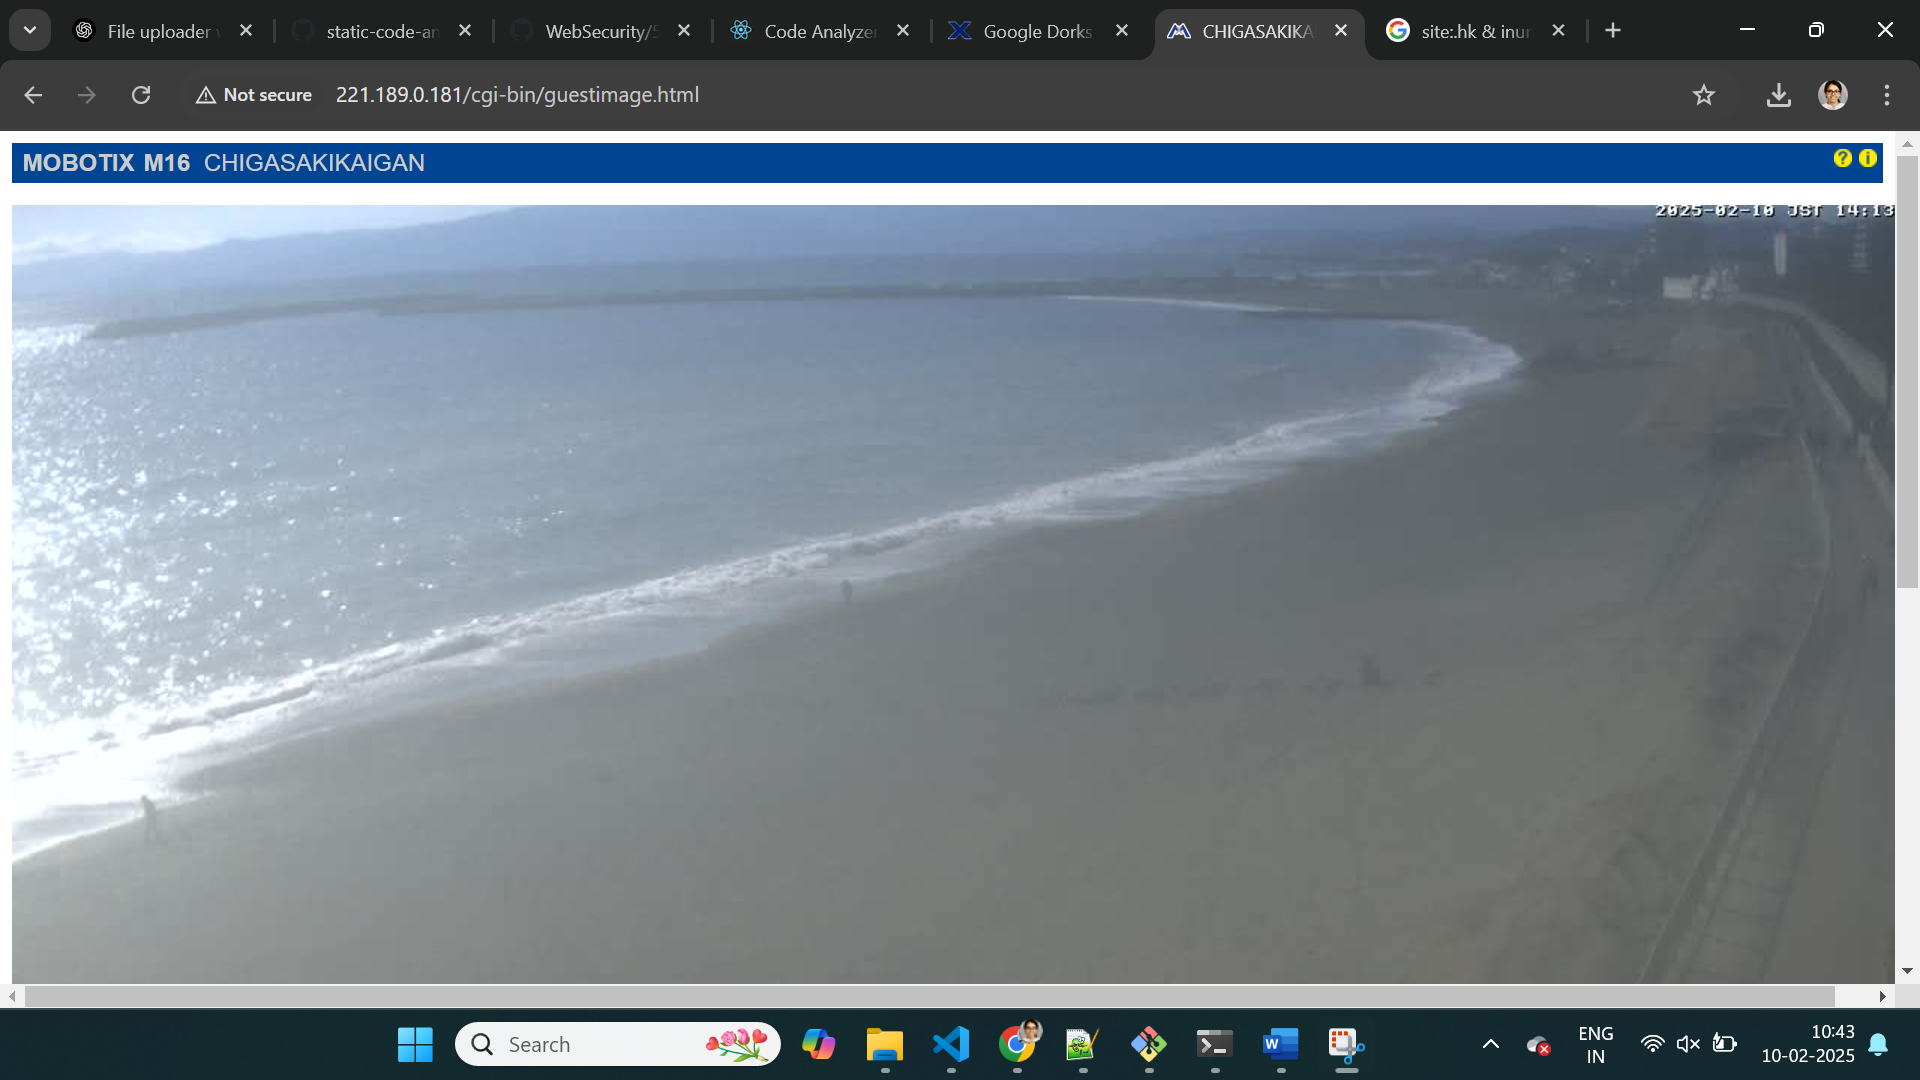 File uploader
static-code-an
WebSecurity/5
Code Analyze
Google Dorks
CHIGASAKIKA
site:.hk & inur
Not secure
221.189.0.181/cgi-bin/guestimage.html
MOBOTIX M16 CHIGASAKIKAIGAN
? i
2025-02-10 JST 14:13
Search
ENG
IN
10:43
10-02-2025